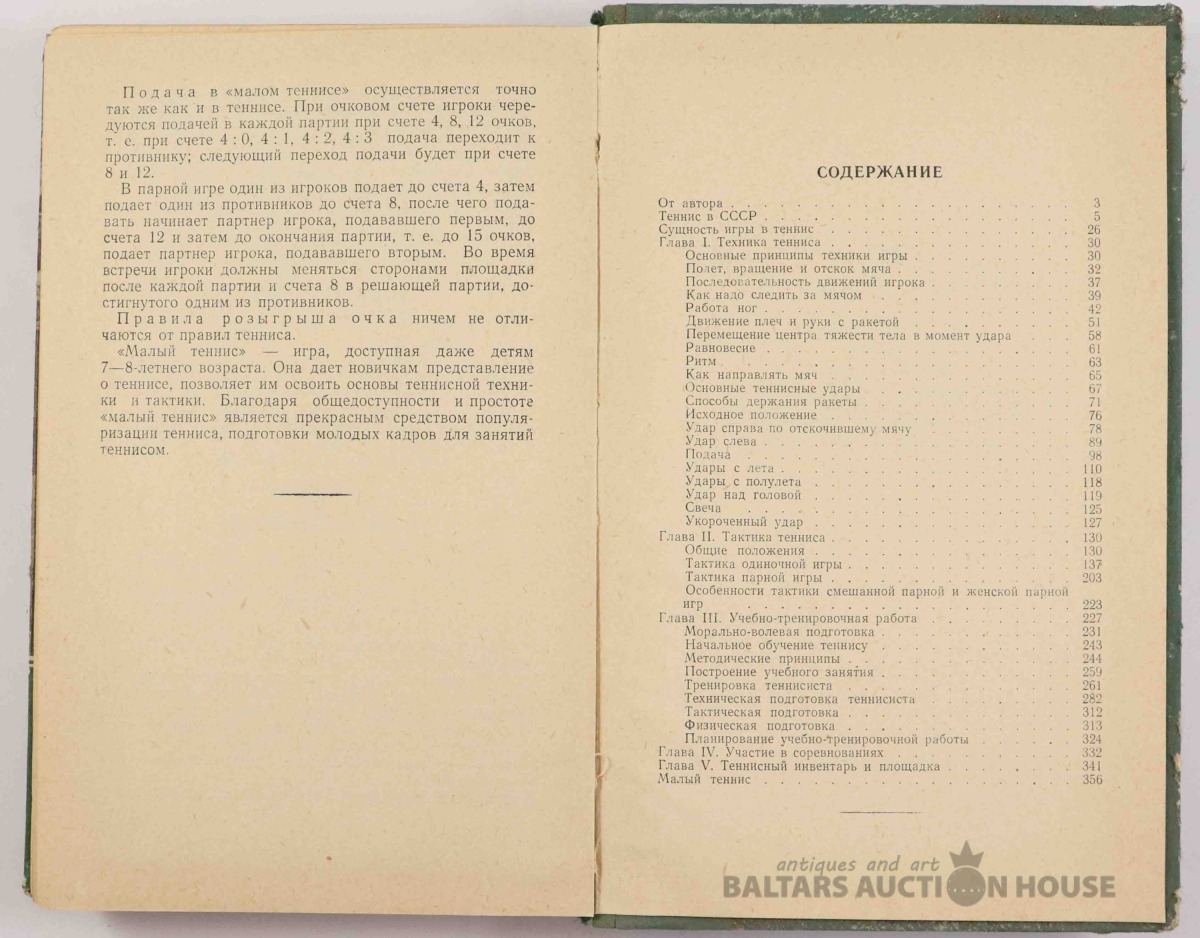 Подача в «малом теннисе» осуществляется точно
так же как и в теннисе. При очковом счете игроки чере-
дуются подачей в каждой партии при счете 4, 8, 12 очков,
т. е. при счете 4 : 0, 4 : 1, 4 : 2, 4 : 3 подача переходит к
противнику; следующий переход подачи будет при счете
8 и 12.
В парной игре один из игроков подает до счета 4, затем
подает один из противников до счета 8, после чего пода-
вать начинает партнер игрока, подававшего первым, до
счета 12 и затем до окончания партии, т. е. до 15 очков,
подает партнер игрока, подававшего вторым. Во время
встречи игроки должны меняться сторонами площадки
после каждой партии и счета 8 в решающей партии, до-
стигнутого одним из противников.
Правила розыгрыша очка ничем не отли-
чаются от правил тенниса.
«Малый теннис» — игра, доступная даже детям
7—8-летнего возраста. Она дает новичкам представление
о теннисе, позволяет им освоить основы теннисной техни-
ки и тактики. Благодаря общедоступности и простоте
«малый теннис» является прекрасным средством популя-
ризации тенниса, подготовки молодых кадров для занятий
теннисом.
СОДЕРЖАНИЕ
От автора . . . 3
Теннис в СССР . . . 5
Сущность игры в теннис . . . 26
Глава I. Техника тенниса . . . 30
Основные принципы техники игры . . . 30
Полет, вращение и отскок мяча . . . 32
Последовательность движений игрока . . . 37
Как надо следить за мячом . . . 39
Работа ног . . . 42
Движение плеч и руки с ракетой . . . 51
Перемещение центра тяжести тела в момент удара . . . 58
Равновесие . . . 61
Ритм . . . 63
Как направлять мяч . . . 65
Основные теннисные удары . . . 67
Способы держания ракеты . . . 71
Исходное положение . . . 76
Удар справа по отскочившему мячу . . . 78
Удар слева . . . 89
Подача . . . 98
Удары с лета . . . 110
Удары с полулета . . . 118
Удар над головой . . . 119
Свеча . . . 125
Укороченный удар . . . 127
Глава II. Тактика тенниса . . . 130
Общие положения . . . 130
Тактика одиночной игры . . . 137
Тактика парной игры . . . 203
Особенности тактики смешанной парной и женской парной
игр . . . 223
Глава III. Учебно-тренировочная работа . . . 227
Морально-волевая подготовка . . . 231
Начальное обучение теннису . . . 243
Методические принципы . . . 244
Построение учебного занятия . . . 259
Тренировка теннисиста . . . 261
Техническая подготовка теннисиста . . . 282
Тактическая подготовка . . . 312
Физическая подготовка . . . 313
Планирование учебно-тренировочной работы . . . 324
Глава IV. Участие в соревнованиях . . . 332
Глава V. Теннисный инвентарь и площадка . . . 341
Малый теннис . . . 356
antiques and art
BALTARS AUCTION HOUSE